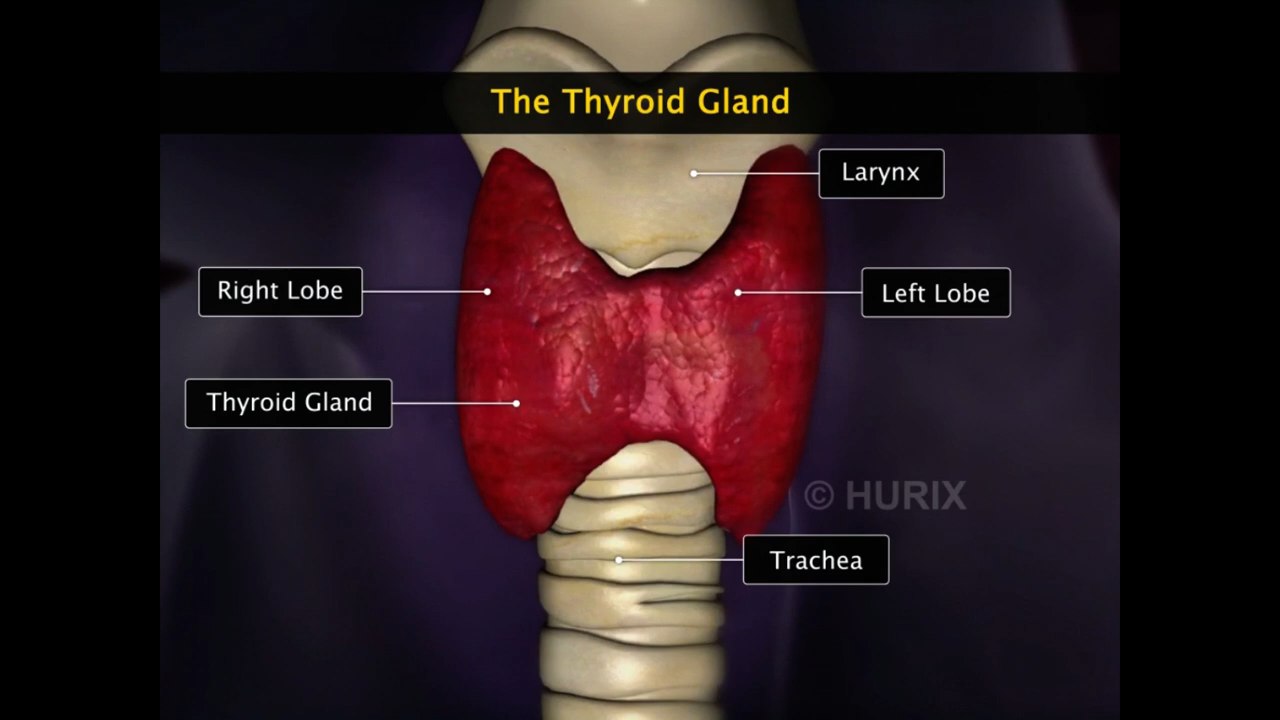 The Thyroid Gland
Larynx
Right Lobe
Left Lobe
Thyroid Gland
© HURIX
Trachea